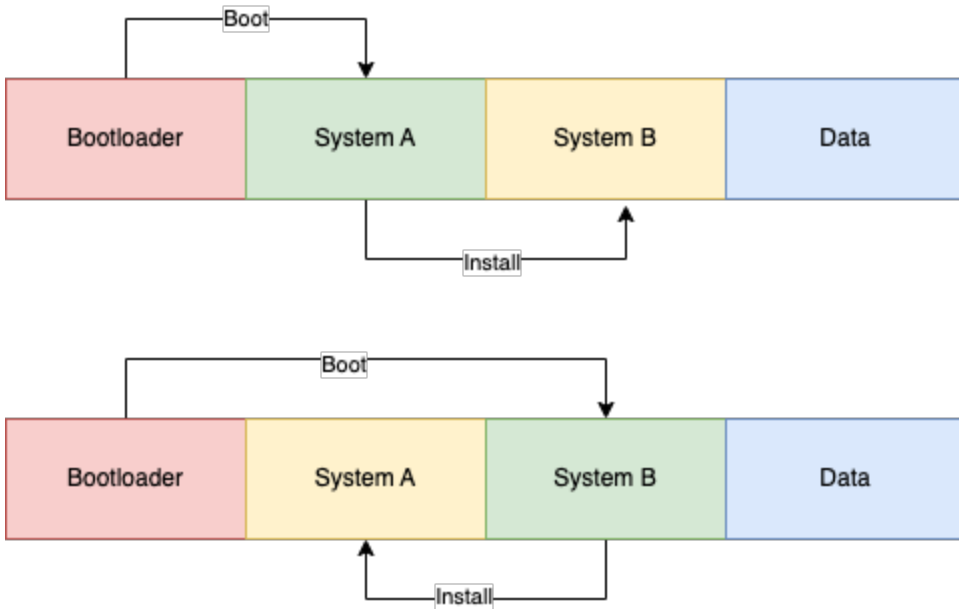 Boot
Bootloader System A System B Data
Install
Boot
Bootloader System A System B Data
Install